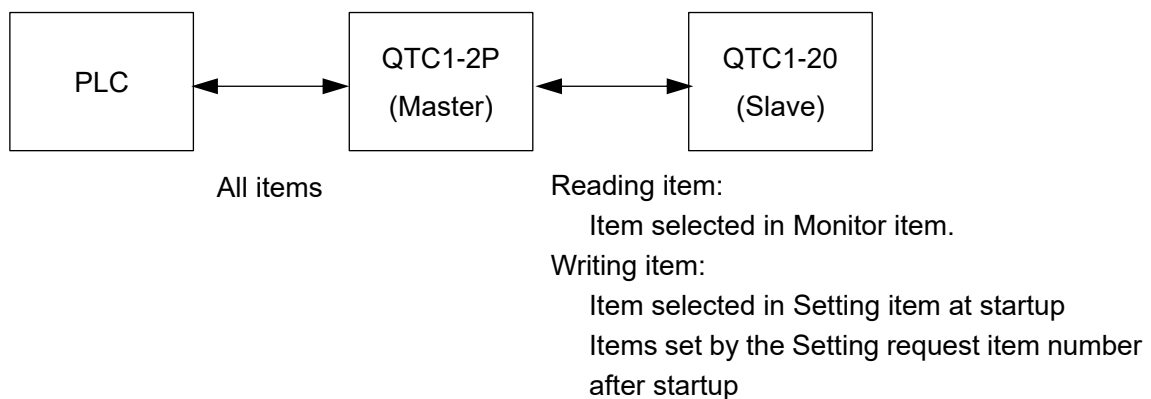 PLC
QTC1-2P
(Master)
QTC1-20
(Slave)
All items
Reading item:
Item selected in Monitor item.
Writing item:
Item selected in Setting item at startup
Items set by the Setting request item number
after startup